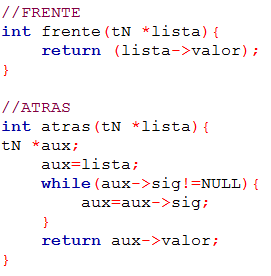 //FRENTE
int frente(tN *lista){
    return (lista->valor);
}

//ATRAS
int atras(tN *lista){
tN *aux;
    aux=lista;
    while(aux->sig!=NULL){
        aux=aux->sig;
    }
    return aux->valor;
}